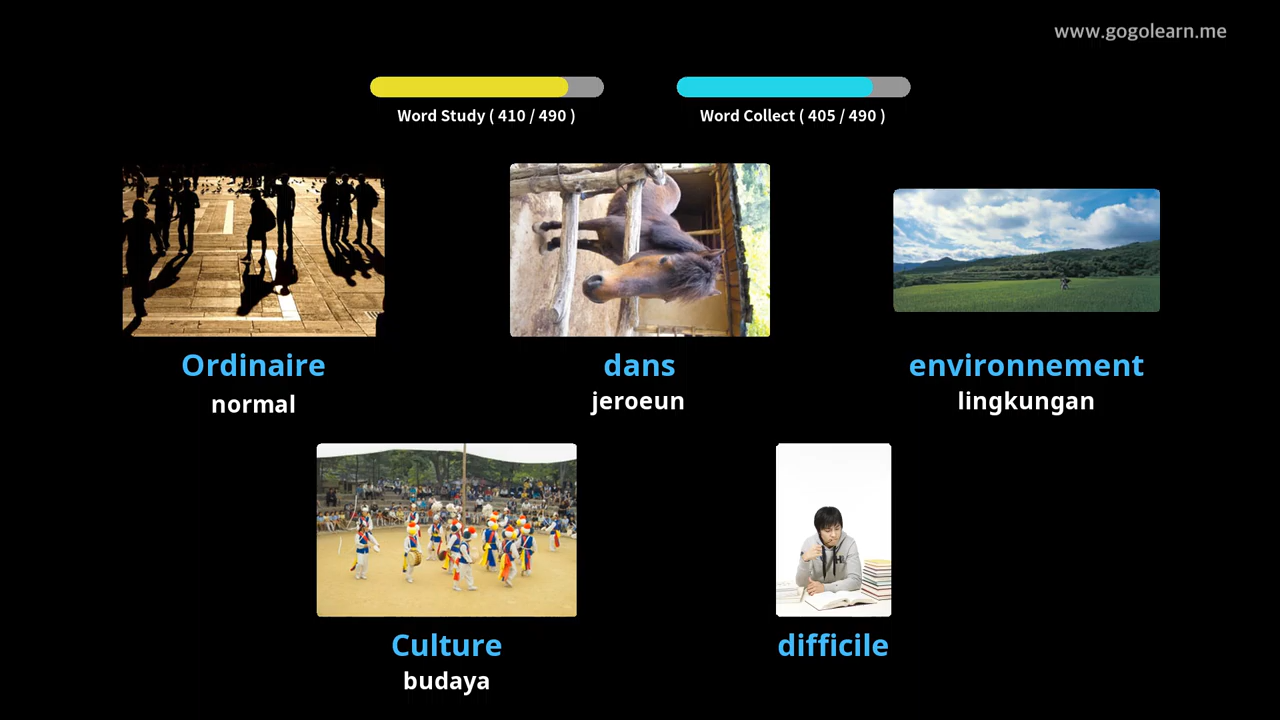 www.gogolearn.me
Word Study ( 410 / 490 )
Word Collect ( 405 / 490 )
Ordinaire
normal
dans
jeroeun
environnement
lingkungan
Culture
budaya
difficile